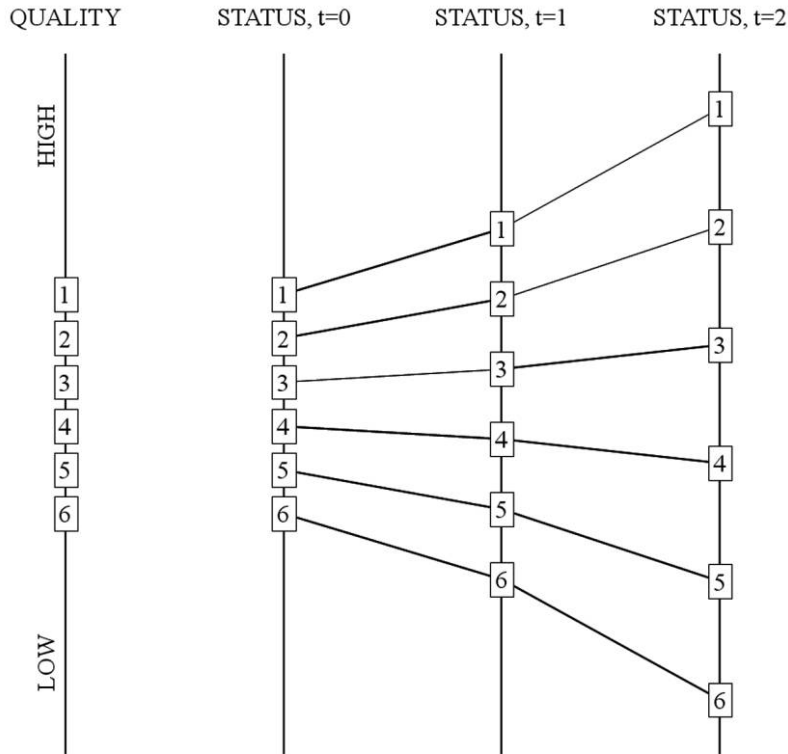 QUALITY STATUS, t=0 STATUS, t=1 STATUS, t=2
HIGH
1 1 1 1
2 2 2 2
3 3 3 3
4 4 4 4
5 5 5 5
6 6 6 6
LOW